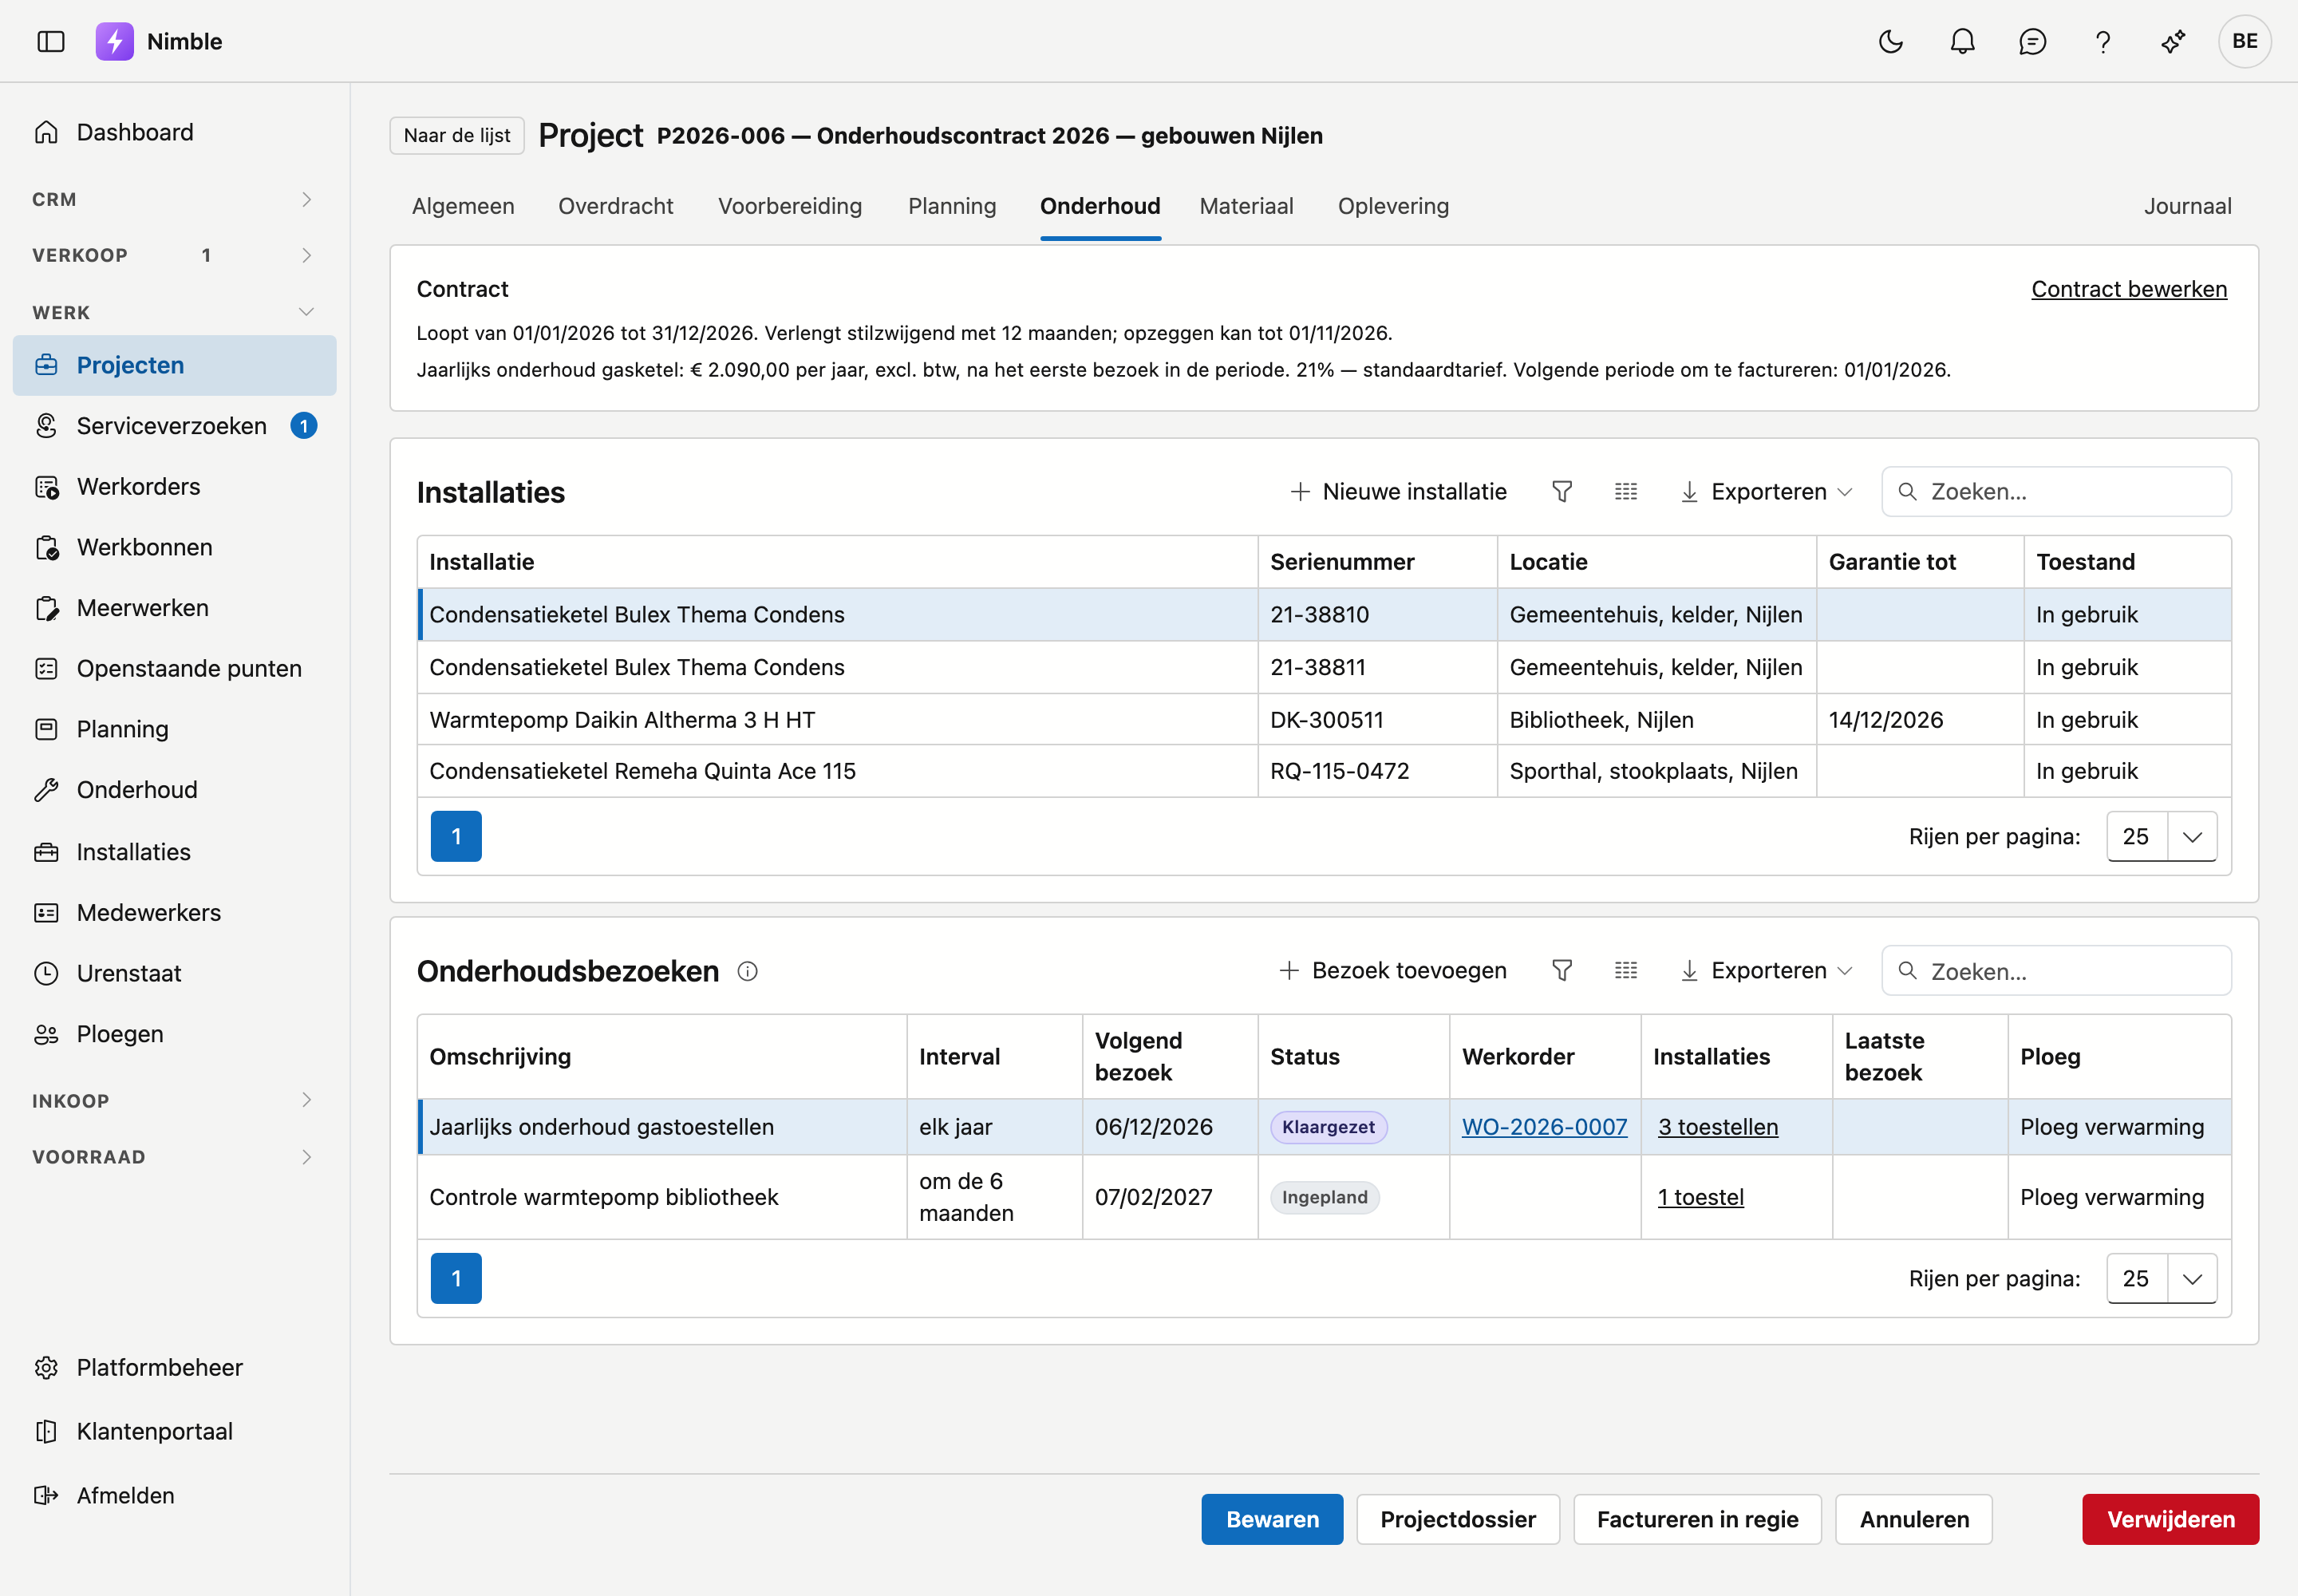 Nimble
BE
Dashboard
CRM
VERKOOP 1
WERK
Projecten
Serviceverzoeken 1
Werkorders
Werkbonnen
Meerwerken
Openstaande punten
Planning
Onderhoud
Installaties
Medewerkers
Urenstaat
Ploegen
INKOOP
VOORRAAD
Platformbeheer
Klantenportaal
Afmelden
Naar de lijst Project P2026-006 — Onderhoudscontract 2026 — gebouwen Nijlen
Algemeen Overdracht Voorbereiding Planning Onderhoud Materiaal Oplevering Journaal
Contract Contract bewerken
Loopt van 01/01/2026 tot 31/12/2026. Verlengt stilzwijgend met 12 maanden; opzeggen kan tot 01/11/2026.
Jaarlijks onderhoud gasketel: € 2.090,00 per jaar, excl. btw, na het eerste bezoek in de periode. 21% — standaardtarief. Volgende periode om te factureren: 01/01/2026.
Installaties Nieuwe installatie Exporteren Zoeken...
Installatie Serienummer Locatie Garantie tot Toestand
Condensatieketel Bulex Thema Condens 21-38810 Gemeentehuis, kelder, Nijlen In gebruik
Condensatieketel Bulex Thema Condens 21-38811 Gemeentehuis, kelder, Nijlen In gebruik
Warmtepomp Daikin Altherma 3 H HT DK-300511 Bibliotheek, Nijlen 14/12/2026 In gebruik
Condensatieketel Remeha Quinta Ace 115 RQ-115-0472 Sporthal, stookplaats, Nijlen In gebruik
1 Rijen per pagina: 25
Onderhoudsbezoeken Bezoek toevoegen Exporteren Zoeken...
Omschrijving Interval Volgend bezoek Status Werkorder Installaties Laatste bezoek Ploeg
Jaarlijks onderhoud gastoestellen elk jaar 06/12/2026 Klaargezet WO-2026-0007 3 toestellen Ploeg verwarming
Controle warmtepomp bibliotheek om de 6 maanden 07/02/2027 Ingepland 1 toestel Ploeg verwarming
1 Rijen per pagina: 25
Bewaren Projectdossier Factureren in regie Annuleren Verwijderen